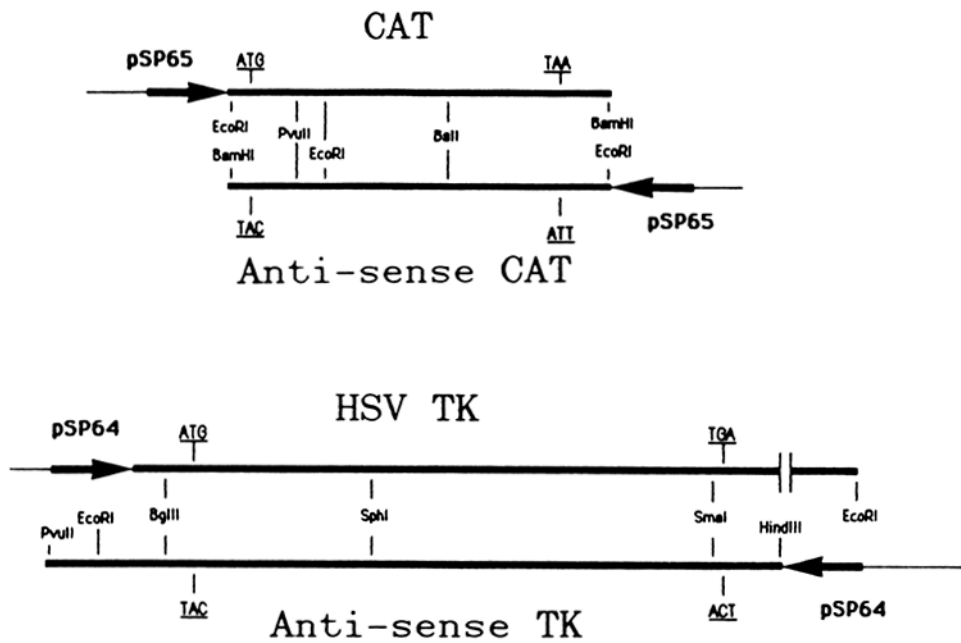 CAT
pSP65
ATG
TAA
EcoRI
PvuII
EcoRI
BalI
BamHI
BamHI
EcoRI
TAC
ATT
pSP65
Anti-sense CAT
HSV TK
pSP64
ATG
TGA
PvuII
EcoRI
BglII
SphI
SmaI
HindIII
EcoRI
TAC
ACT
pSP64
Anti-sense TK